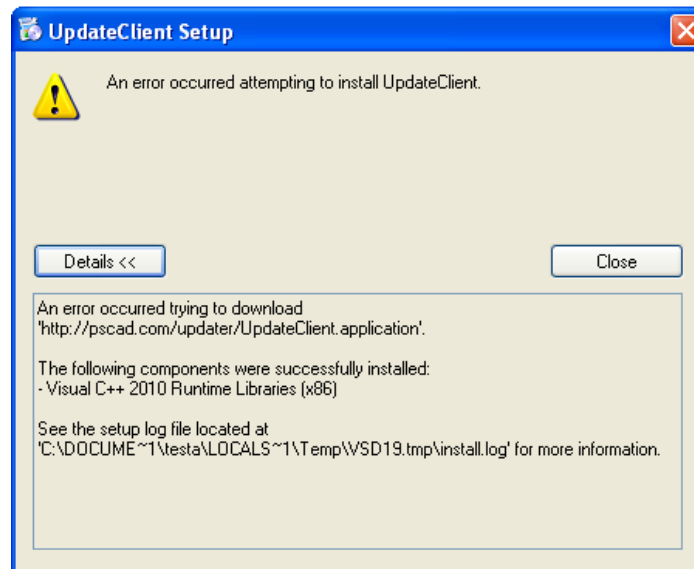 UpdateClient Setup
An error occurred attempting to install UpdateClient.
Details <<
Close
An error occurred trying to download
'http://pscad.com/updater/UpdateClient.application'.
The following components were successfully installed:
- Visual C++ 2010 Runtime Libraries (x86)
See the setup log file located at
'C:\DOCUME~1\testa\LOCALS~1\Temp\VSD19.tmp\install.log' for more information.